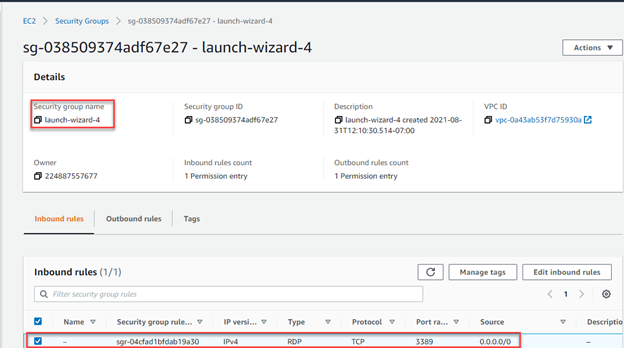 EC2 > Security Groups > sg-038509374adf67e27 - launch-wizard-4
sg-038509374adf67e27 - launch-wizard-4
Actions
Details
Security group name
launch-wizard-4
Security group ID
sg-038509374adf67e27
Description
launch-wizard-4 created 2021-08-
31T12:10:30.514-07:00
VPC ID
vpc-0a43ab53f7d75930a
Owner
224887557677
Inbound rules count
1 Permission entry
Outbound rules count
1 Permission entry
Inbound rules Outbound rules Tags
Inbound rules (1/1)
Manage tags Edit inbound rules
Filter security group rules
1
Name Security group rule... IP versi... Type Protocol Port ra... Source Descriptio
– sgr-04cfad1bfdab19a30 IPv4 RDP TCP 3389 0.0.0.0/0 –